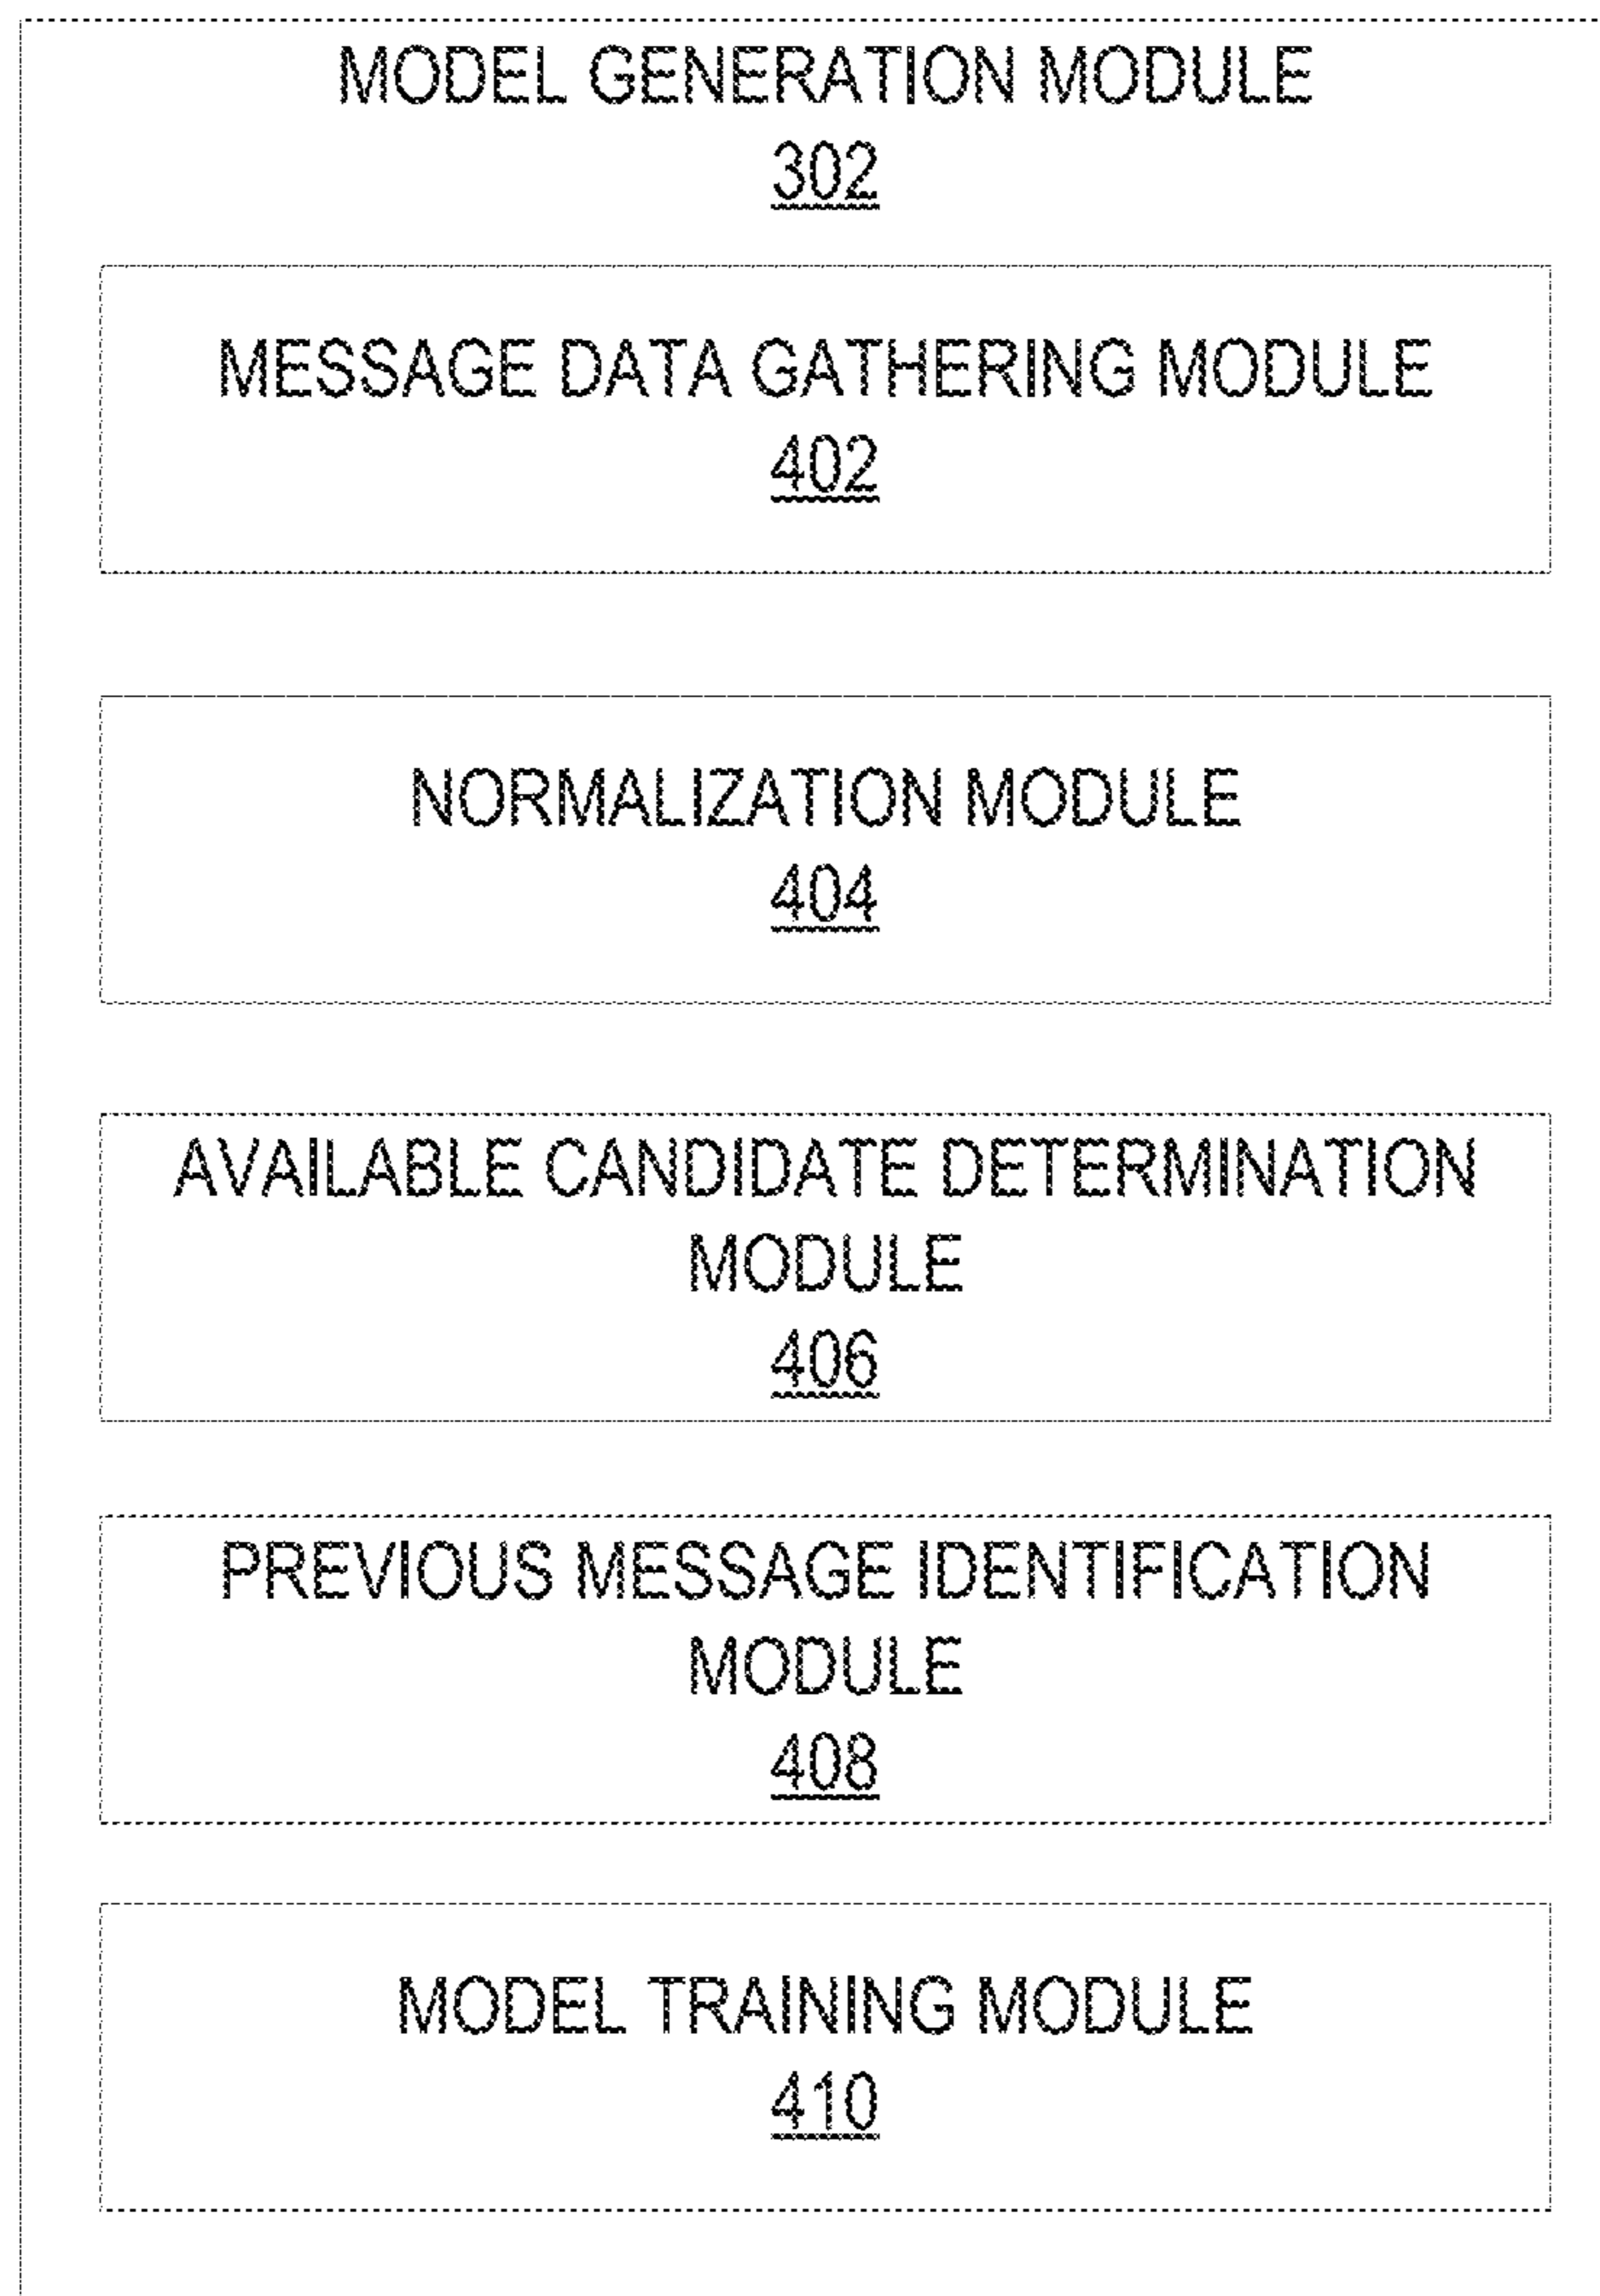 MODEL GENERATION MODULE
302
MESSAGE DATA GATHERING MODULE
402
NORMALIZATION MODULE
404
AVAILABLE CANDIDATE DETERMINATION
MODULE
406
PREVIOUS MESSAGE IDENTIFICATION
MODULE
408
MODEL TRAINING MODULE
410